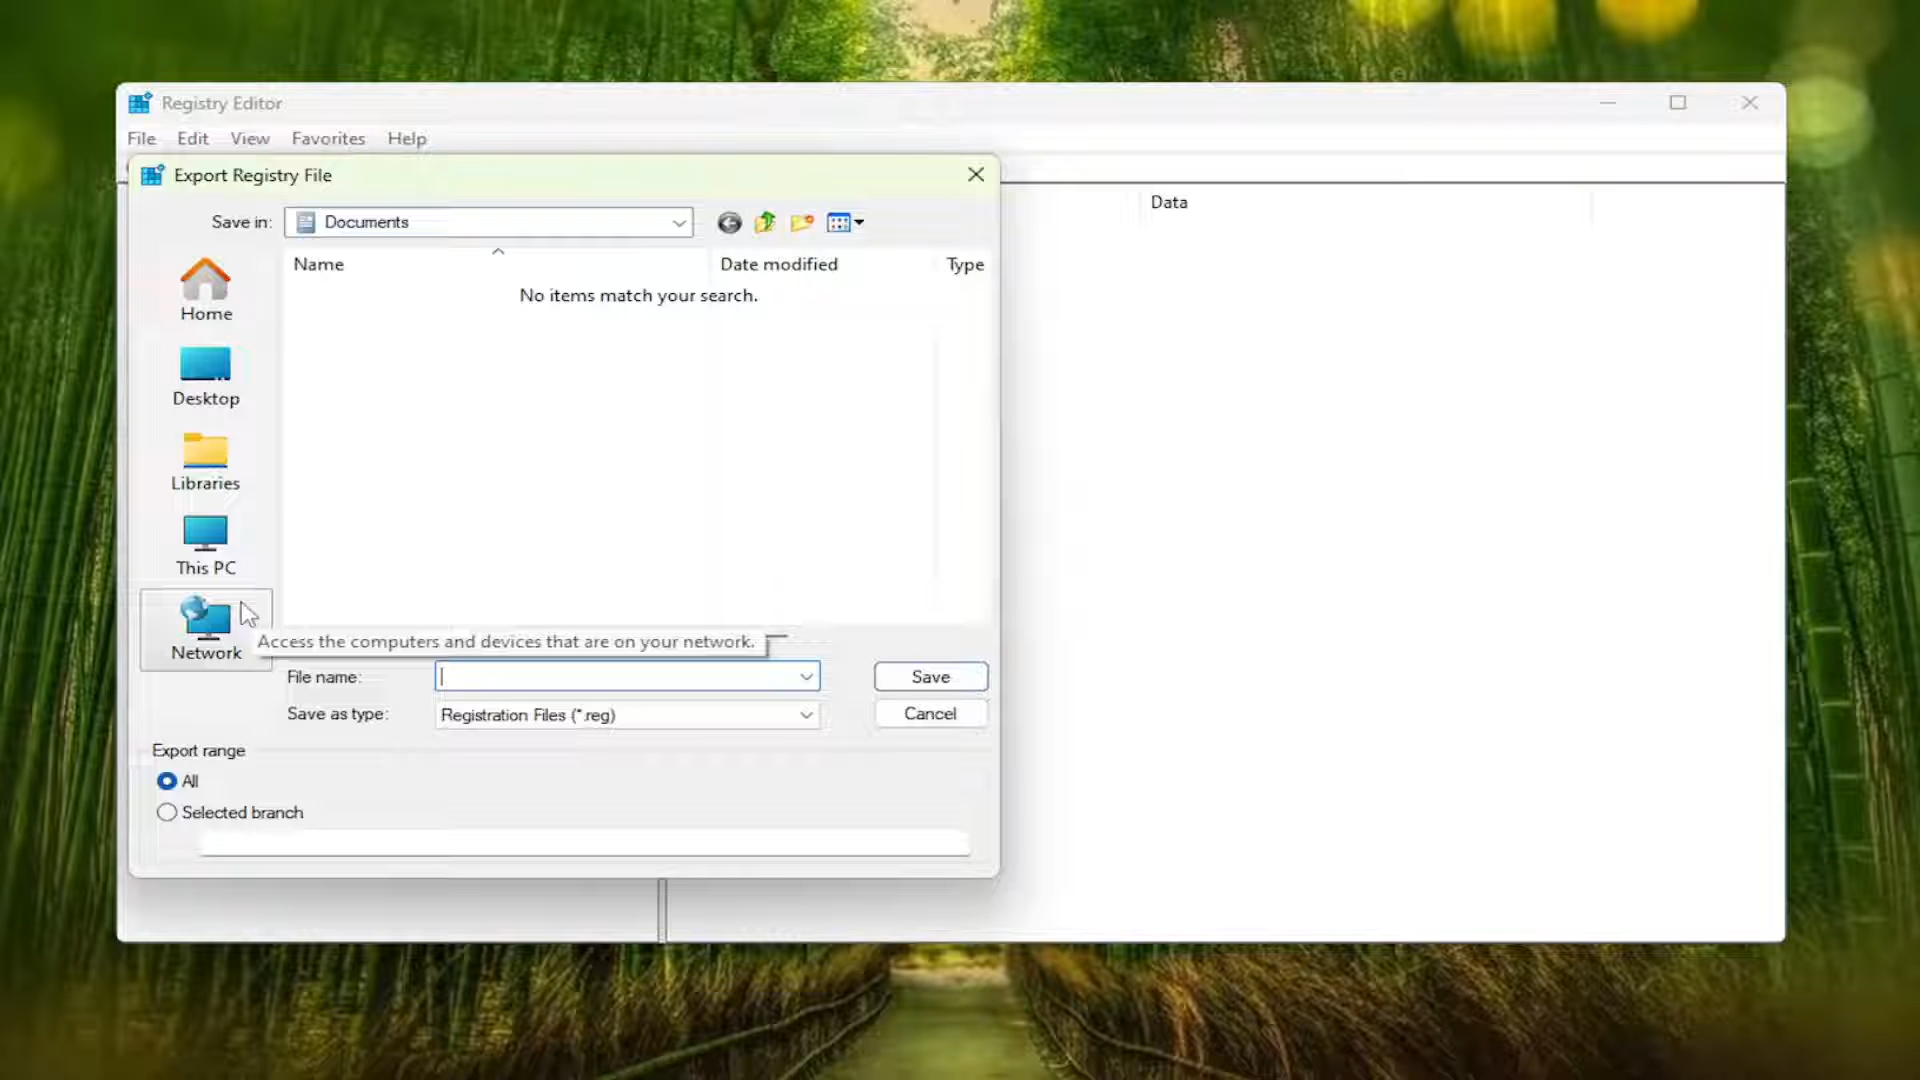 Registry Editor
File Edit View Favorites Help
Export Registry File
Save in: Documents
Data
Name Date modified Type
No items match your search.
Home
Desktop
Libraries
This PC
Network
Access the computers and devices that are on your network.
File name: Save
Save as type: Registration Files (*.reg) Cancel
Export range
All
Selected branch